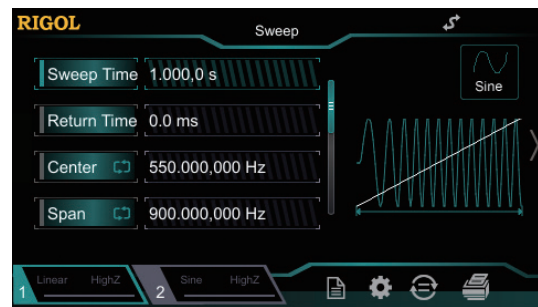 RIGOL
Sweep
Sweep Time 1.000,0 s
Sine
Return Time 0.0 ms
Center 550.000,000 Hz
Span 900.000,000 Hz
1 Linear HighZ
2 Sine HighZ